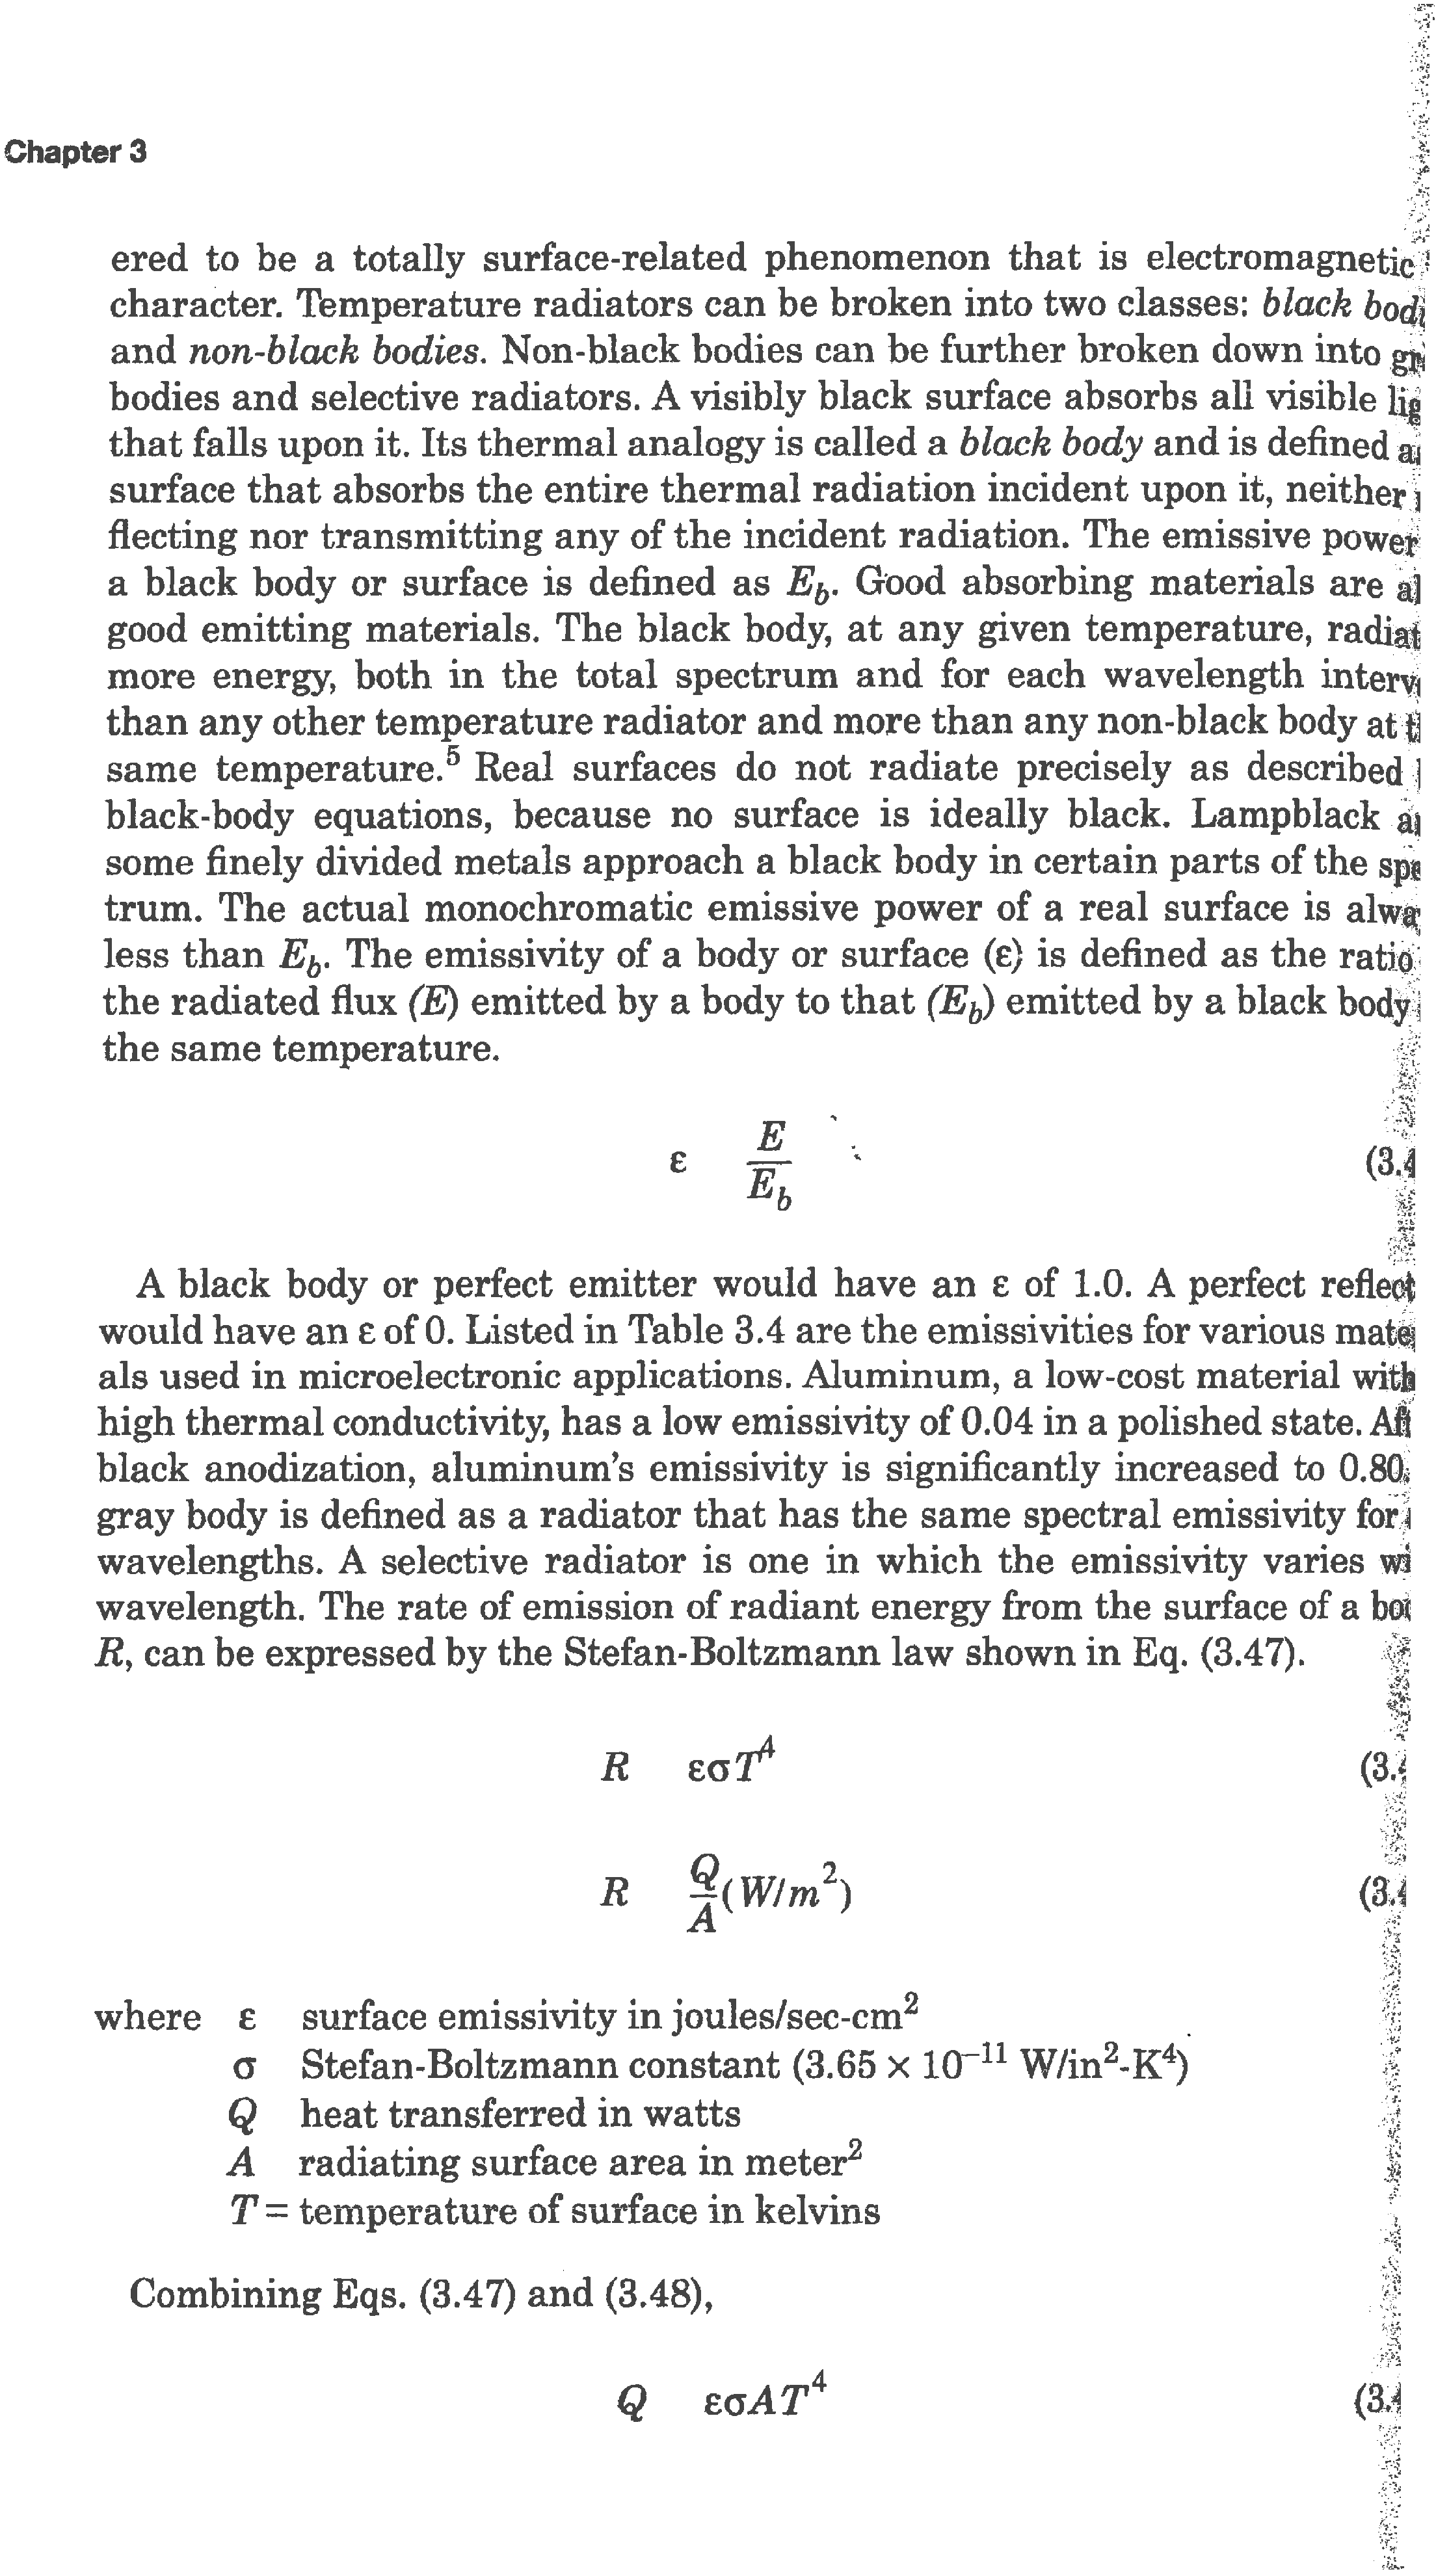 Chapter 3
ered to be a totally surface-related phenomenon that is electromagnetic
character. Temperature radiators can be broken into two classes: black
and non-black bodies. Non-black bodies can be further broken down into
bodies and selective radiators. A visibly black surface absorbs all visible
that falls upon it. Its thermal analogy is called a black body and is defined
surface that absorbs the entire thermal radiation incident upon it, neither
flecting nor transmitting any of the incident radiation. The emissive power
a black body or surface is defined as E_b. Good absorbing materials are
good emitting materials. The black body, at any given temperature,
more energy, both in the total spectrum and for each wavelength
than any other temperature radiator and more than any non-black body at
same temperature.⁵ Real surfaces do not radiate precisely as described
black-body equations, because no surface is ideally black. Lampblack
some finely divided metals approach a black body in certain parts of the
trum. The actual monochromatic emissive power of a real surface is
less than E_b. The emissivity of a body or surface (ε) is defined as the ratio
the radiated flux (E) emitted by a body to that (E_b) emitted by a black body
the same temperature.
ε E/E_b (3.4
A black body or perfect emitter would have an ε of 1.0. A perfect reflect
would have an ε of 0. Listed in Table 3.4 are the emissivities for various
als used in microelectronic applications. Aluminum, a low-cost material with
high thermal conductivity, has a low emissivity of 0.04 in a polished state.
black anodization, aluminum's emissivity is significantly increased to 0.80.
gray body is defined as a radiator that has the same spectral emissivity for
wavelengths. A selective radiator is one in which the emissivity varies
wavelength. The rate of emission of radiant energy from the surface of a
R, can be expressed by the Stefan-Boltzmann law shown in Eq. (3.47).
R εσT⁴ (3.4
R Q/A (W/m²) (3.4
where ε surface emissivity in joules/sec-cm²
σ Stefan-Boltzmann constant (3.65 × 10⁻¹¹ W/in²-K⁴)
Q heat transferred in watts
A radiating surface area in meter²
T = temperature of surface in kelvins
Combining Eqs. (3.47) and (3.48),
Q εσAT⁴ (3.4